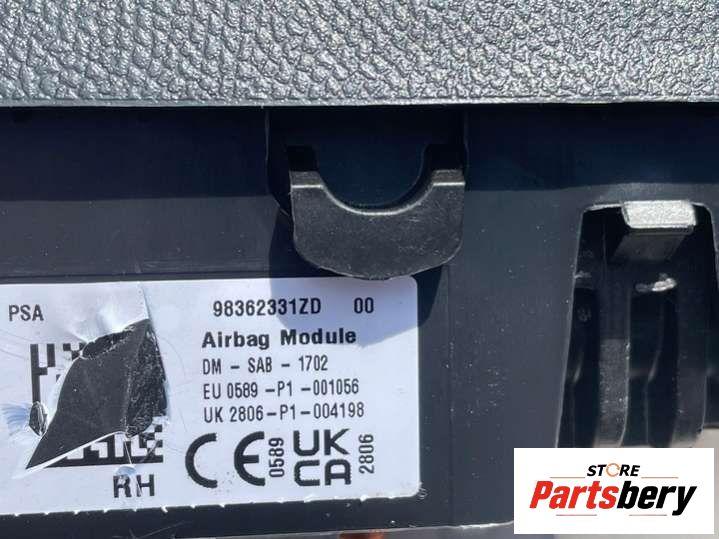 PSA 98362331ZD 00
Airbag Module
DM - SAB - 1702
EU 0589 -P1 -001056
UK 2806-P1-004198
CE 0589 UK CA 2806
RH
STORE
Partsbery